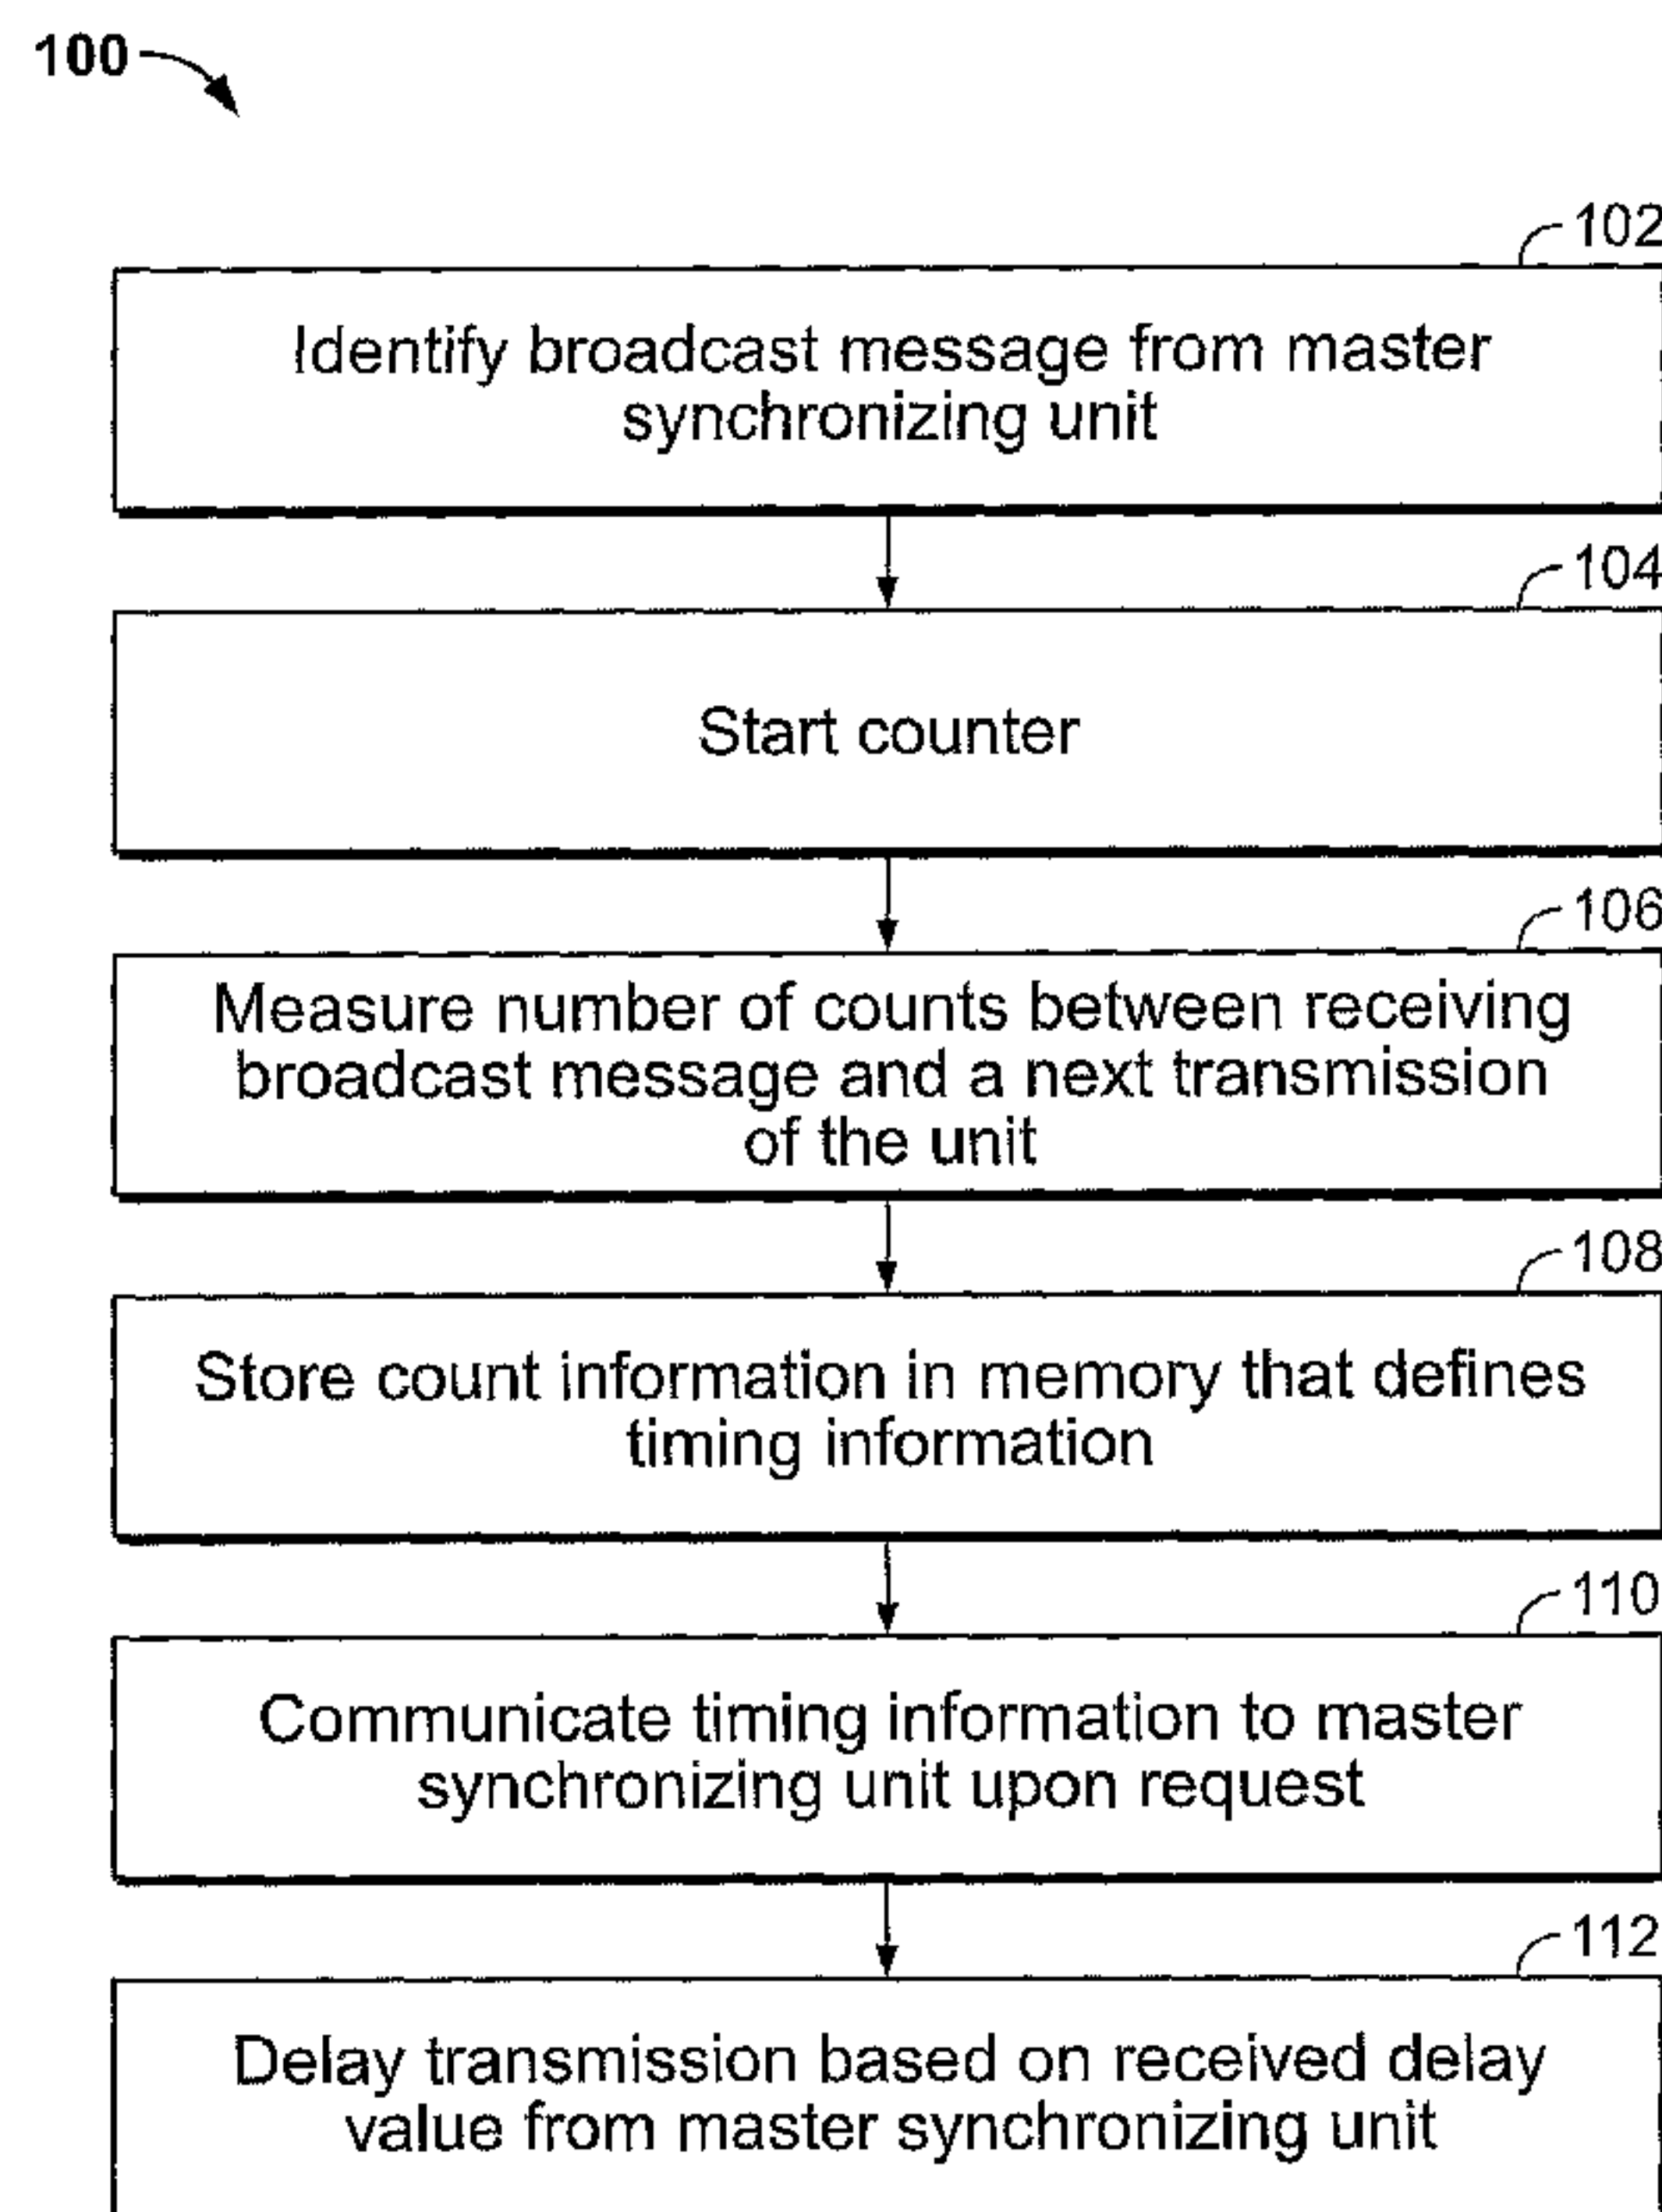 100
102
Identify broadcast message from master
synchronizing unit
104
Start counter
106
Measure number of counts between receiving
broadcast message and a next transmission
of the unit
108
Store count information in memory that defines
timing information
110
Communicate timing information to master
synchronizing unit upon request
112
Delay transmission based on received delay
value from master synchronizing unit